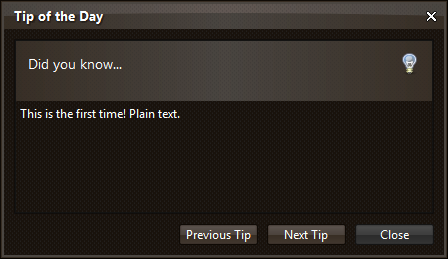 Tip of the Day
Did you know...
This is the first time! Plain text.
Previous Tip
Next Tip
Close